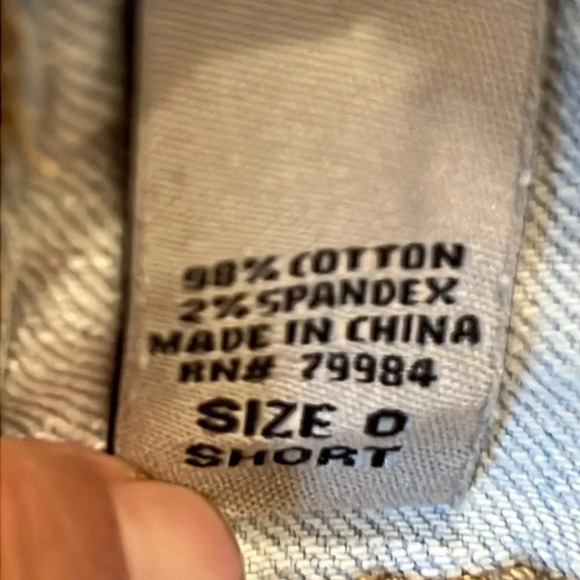 98% COTTON
2% SPANDEX
MADE IN CHINA
RN# 79984
SIZE 0
SHORT